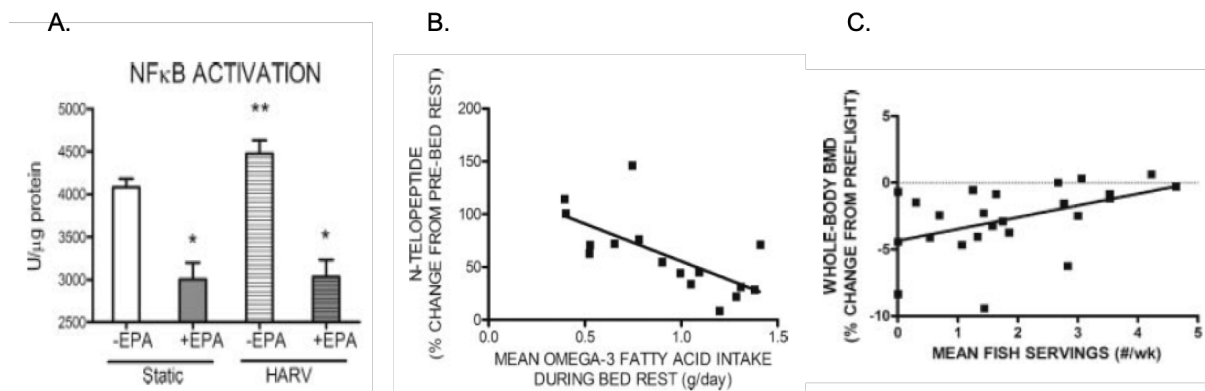 A.
NFκB ACTIVATION
U/µg protein
5000
4500
4000
3500
3000
2500
*
**
*
-EPA
+EPA
-EPA
+EPA
Static
HARV
B.
N-TELOPEPTIDE
(% CHANGE FROM PRE-BED REST)
200
150
100
50
0
0.0
0.5
1.0
1.5
MEAN OMEGA-3 FATTY ACID INTAKE
DURING BED REST (g/day)
C.
WHOLE-BODY BMD
(% CHANGE FROM PREFLIGHT)
5
0
-5
-10
0
1
2
3
4
5
MEAN FISH SERVINGS (#/wk)